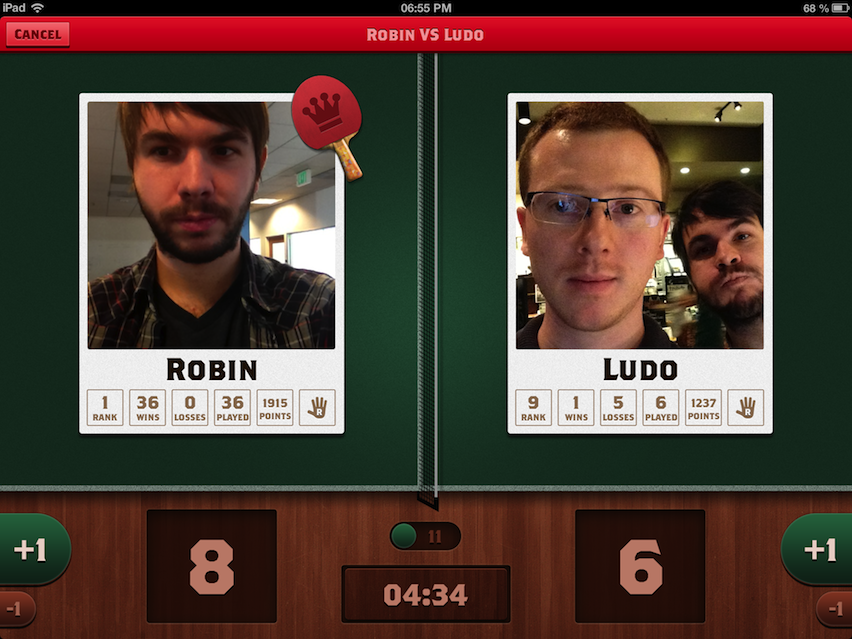 iPad 06:55 PM 68 %
CANCEL ROBIN VS LUDO
ROBIN
1 36 0 36 1915
RANK WINS LOSSES PLAYED POINTS R
LUDO
9 1 5 6 1237
RANK WINS LOSSES PLAYED POINTS R
+1 8 11 6 +1
-1 04:34 -1